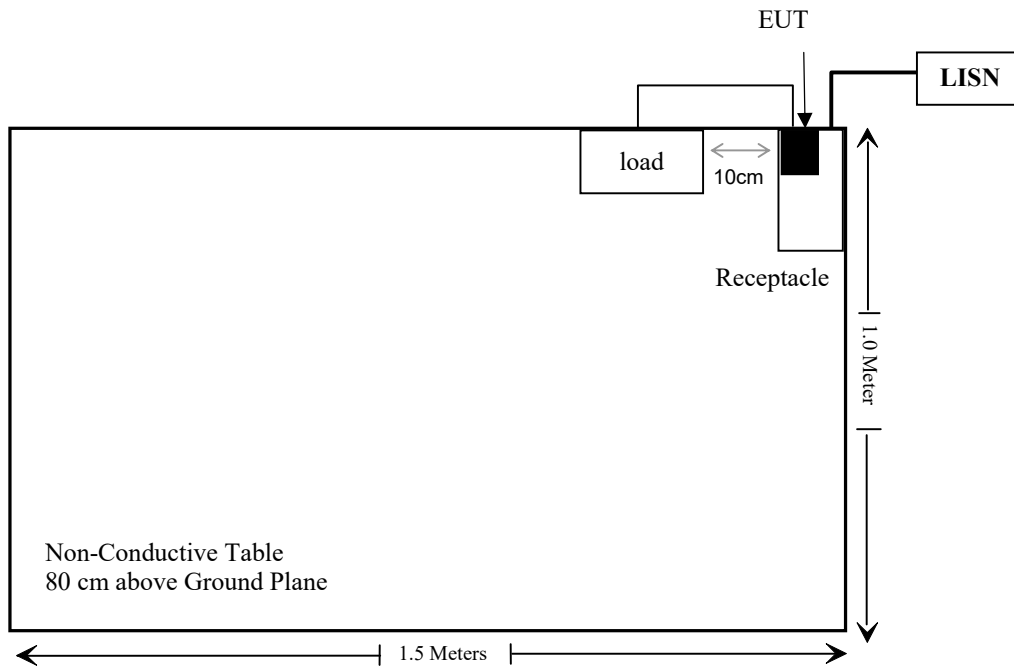 EUT
LISN
load
10cm
Receptacle
1.0 Meter
Non-Conductive Table
80 cm above Ground Plane
1.5 Meters